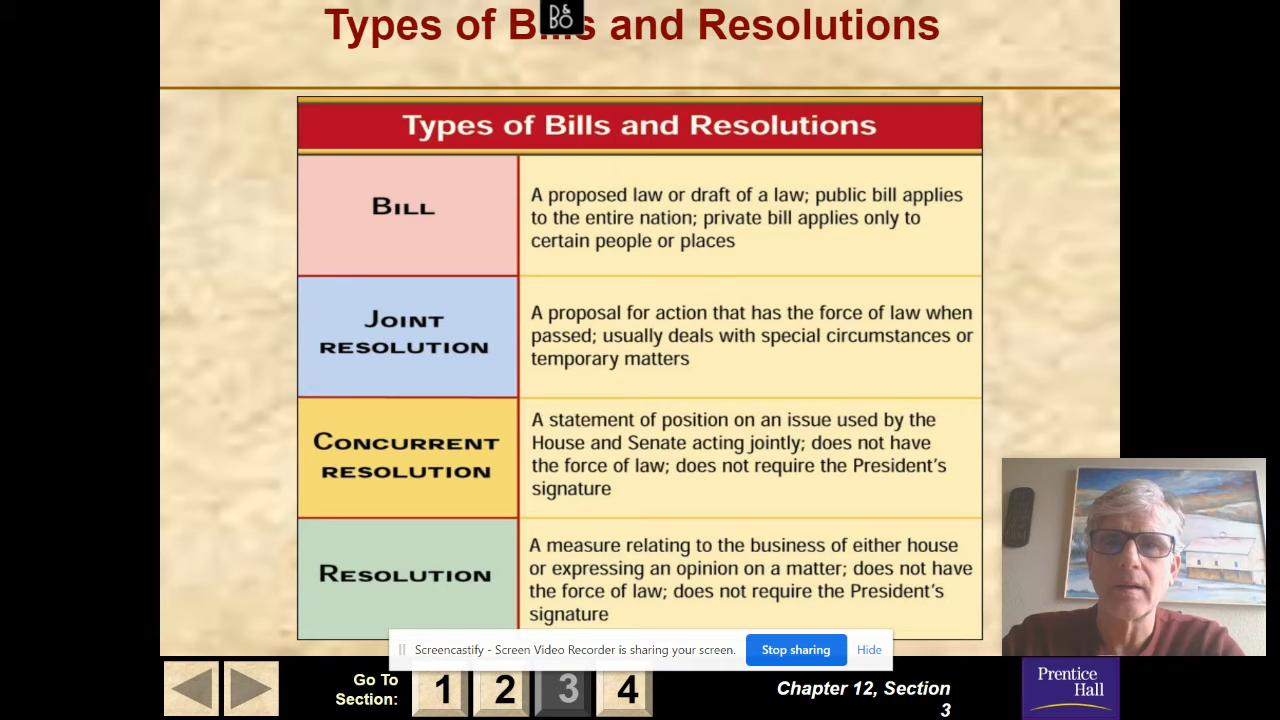 Types of Bills and Resolutions
B&O
Types of Bills and Resolutions
BILL
A proposed law or draft of a law; public bill applies
to the entire nation; private bill applies only to
certain people or places
JOINT
RESOLUTION
A proposal for action that has the force of law when
passed; usually deals with special circumstances or
temporary matters
CONCURRENT
RESOLUTION
A statement of position on an issue used by the
House and Senate acting jointly; does not have
the force of law; does not require the President's
signature
RESOLUTION
A measure relating to the business of either house
or expressing an opinion on a matter; does not have
the force of law; does not require the President's
signature
Screencastify - Screen Video Recorder is sharing your screen.
Stop sharing
Hide
Go To
Section:
1
2
3
4
Chapter 12, Section
3
Prentice
Hall